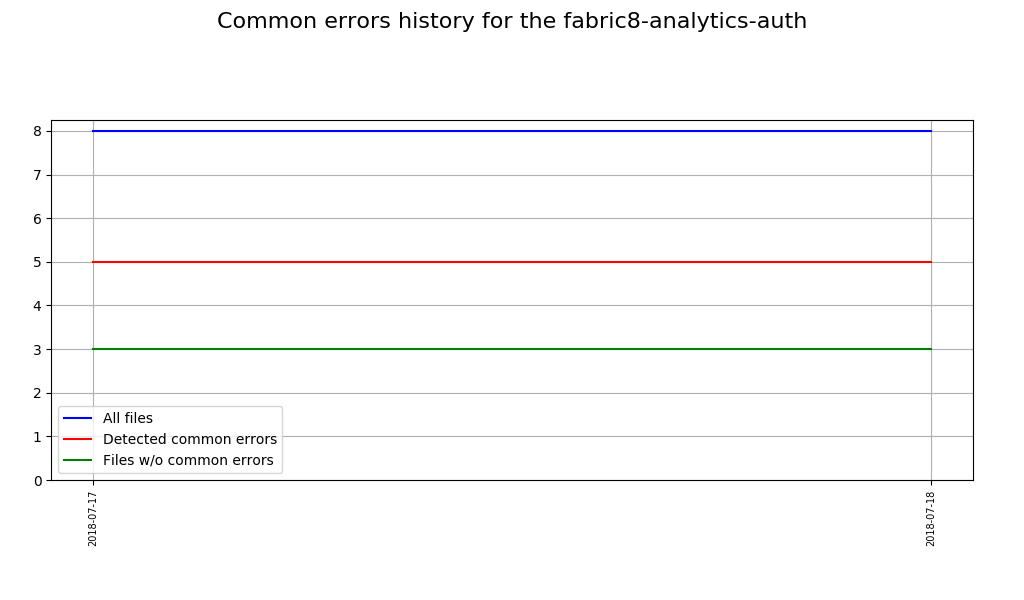 Common errors history for the fabric8-analytics-auth
8
7
6
5
4
3
2
1
0
All files
Detected common errors
Files w/o common errors
2018-07-17
2018-07-18